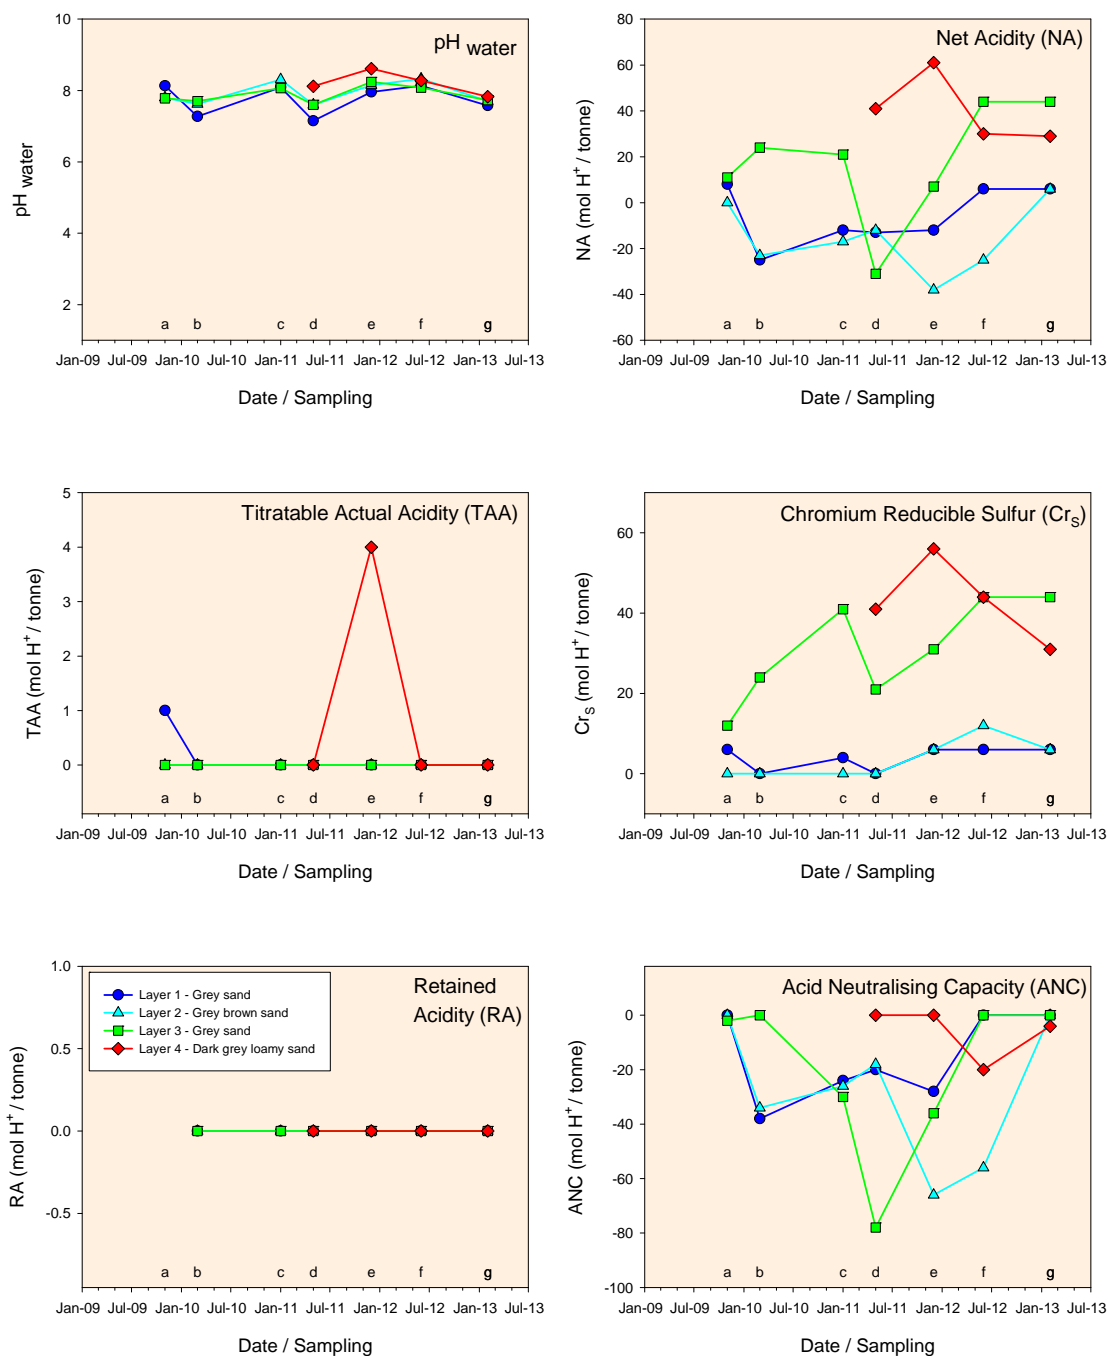 pH water
pH water
10
8
6
4
2
a b c d e f g
Jan-09 Jul-09 Jan-10 Jul-10 Jan-11 Jul-11 Jan-12 Jul-12 Jan-13 Jul-13
Date / Sampling
Net Acidity (NA)
NA (mol H+ / tonne)
80
60
40
20
0
-20
-40
-60
a b c d e f g
Jan-09 Jul-09 Jan-10 Jul-10 Jan-11 Jul-11 Jan-12 Jul-12 Jan-13 Jul-13
Date / Sampling
Titratable Actual Acidity (TAA)
TAA (mol H+ / tonne)
5
4
3
2
1
0
a b c d e f g
Jan-09 Jul-09 Jan-10 Jul-10 Jan-11 Jul-11 Jan-12 Jul-12 Jan-13 Jul-13
Date / Sampling
Chromium Reducible Sulfur (CrS)
CrS (mol H+ / tonne)
60
40
20
0
a b c d e f g
Jan-09 Jul-09 Jan-10 Jul-10 Jan-11 Jul-11 Jan-12 Jul-12 Jan-13 Jul-13
Date / Sampling
Retained
Acidity (RA)
RA (mol H+ / tonne)
1.0
0.5
0.0
-0.5
Layer 1 - Grey sand
Layer 2 - Grey brown sand
Layer 3 - Grey sand
Layer 4 - Dark grey loamy sand
a b c d e f g
Jan-09 Jul-09 Jan-10 Jul-10 Jan-11 Jul-11 Jan-12 Jul-12 Jan-13 Jul-13
Date / Sampling
Acid Neutralising Capacity (ANC)
ANC (mol H+ / tonne)
0
-20
-40
-60
-80
-100
a b c d e f g
Jan-09 Jul-09 Jan-10 Jul-10 Jan-11 Jul-11 Jan-12 Jul-12 Jan-13 Jul-13
Date / Sampling